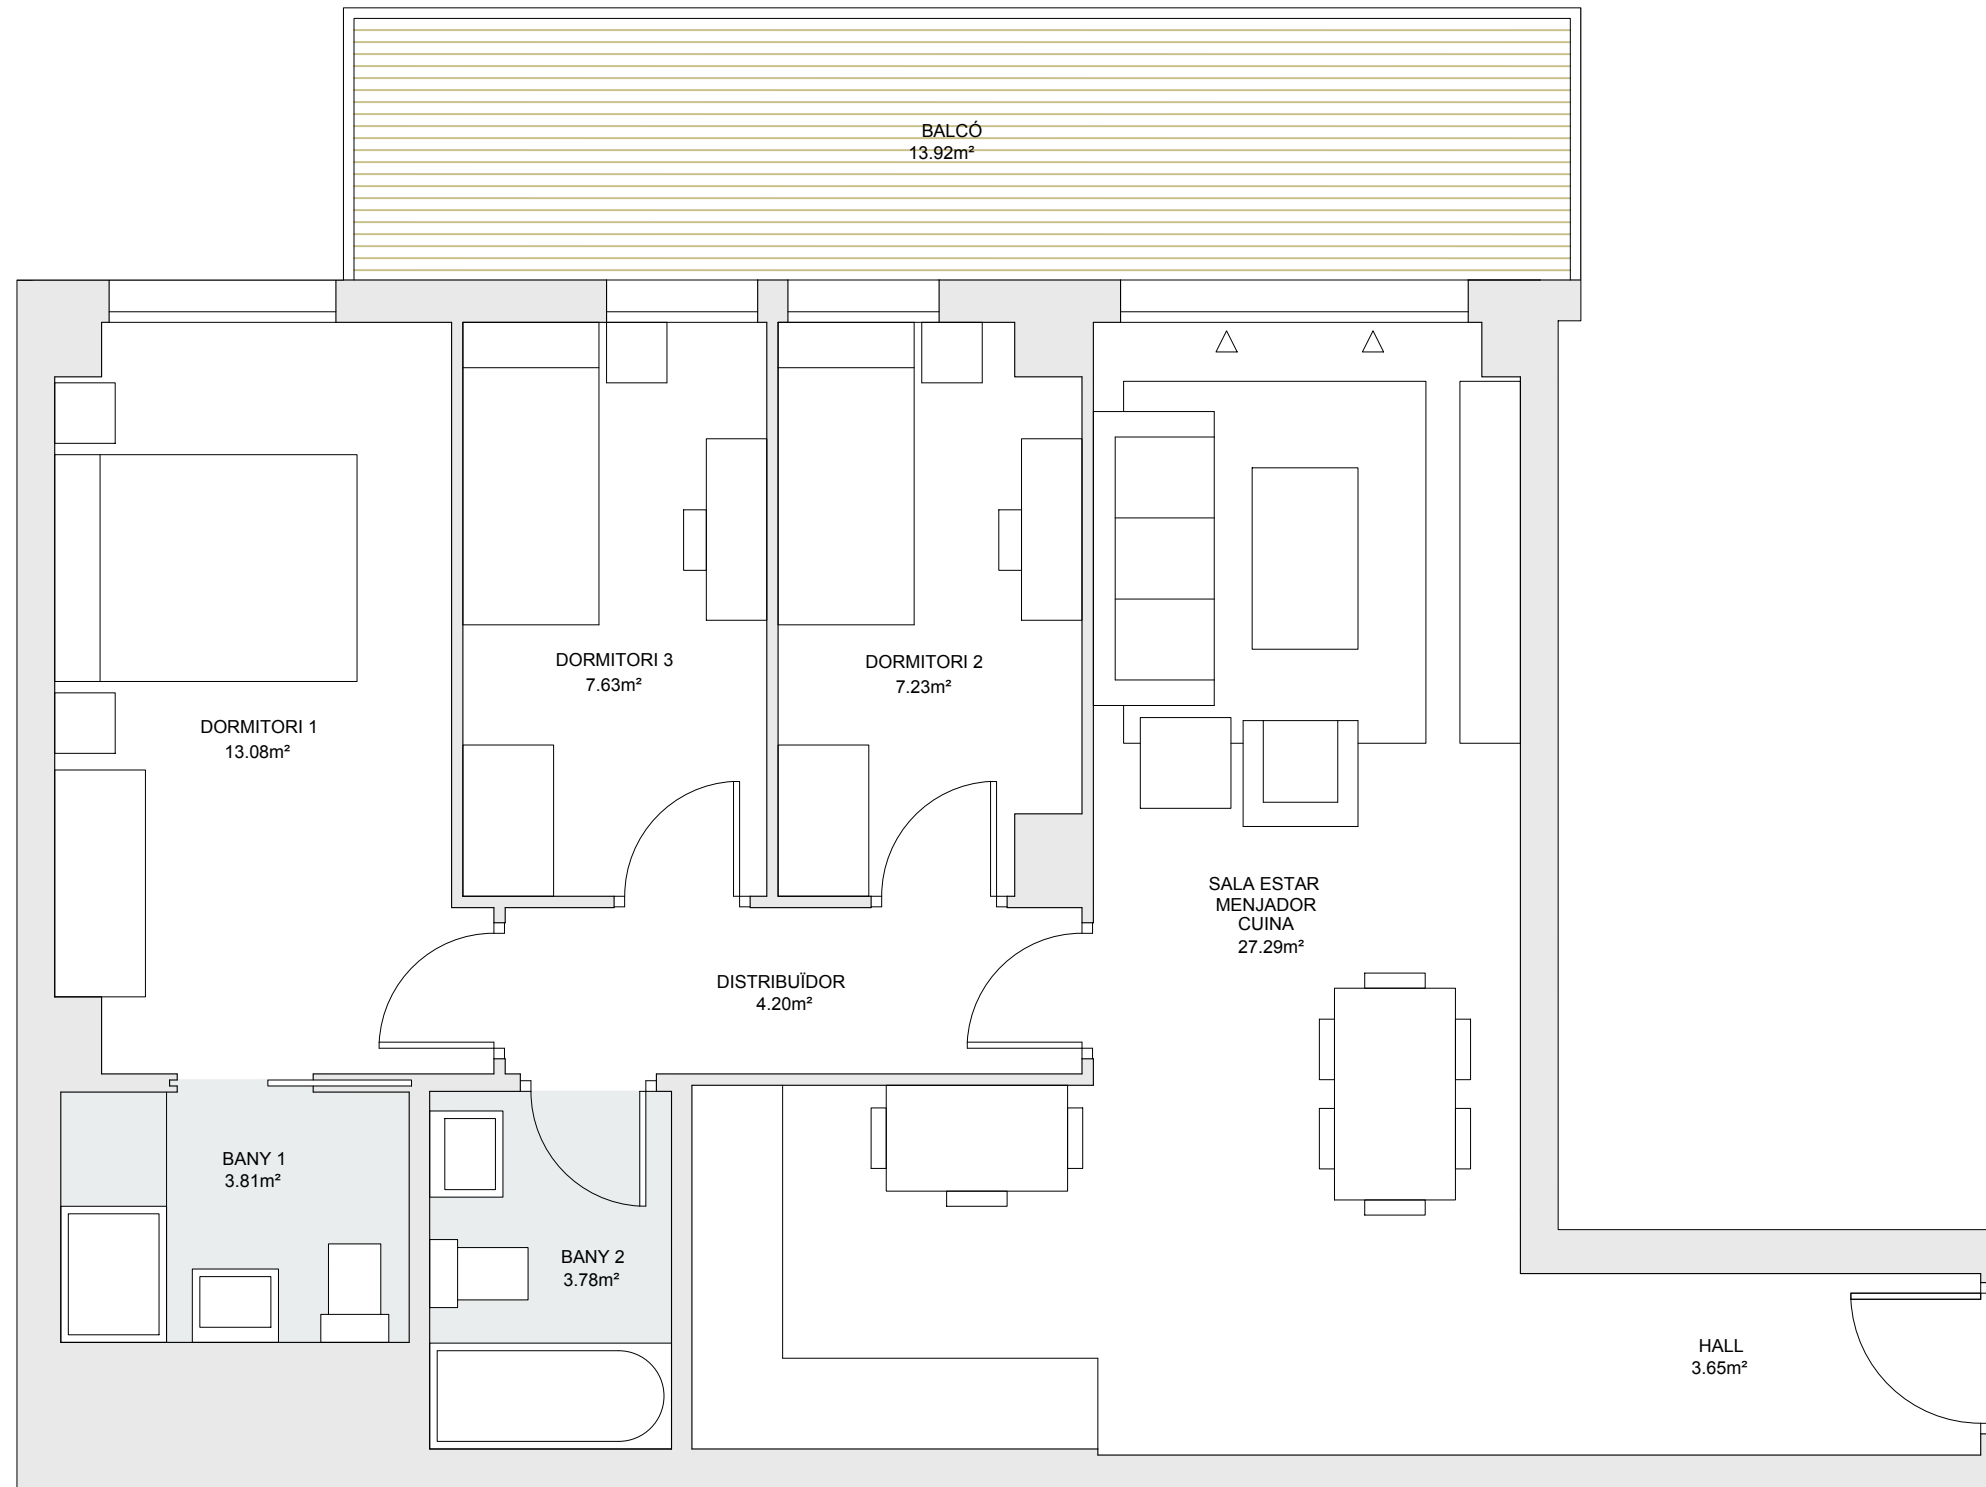 BALCÓ
13.92m²
DORMITORI 3
7.63m²
DORMITORI 2
7.23m²
DORMITORI 1
13.08m²
SALA ESTAR
MENJADOR
CUINA
27.29m²
DISTRIBUÏDOR
4.20m²
BANY 1
3.81m²
BANY 2
3.78m²
HALL
3.65m²